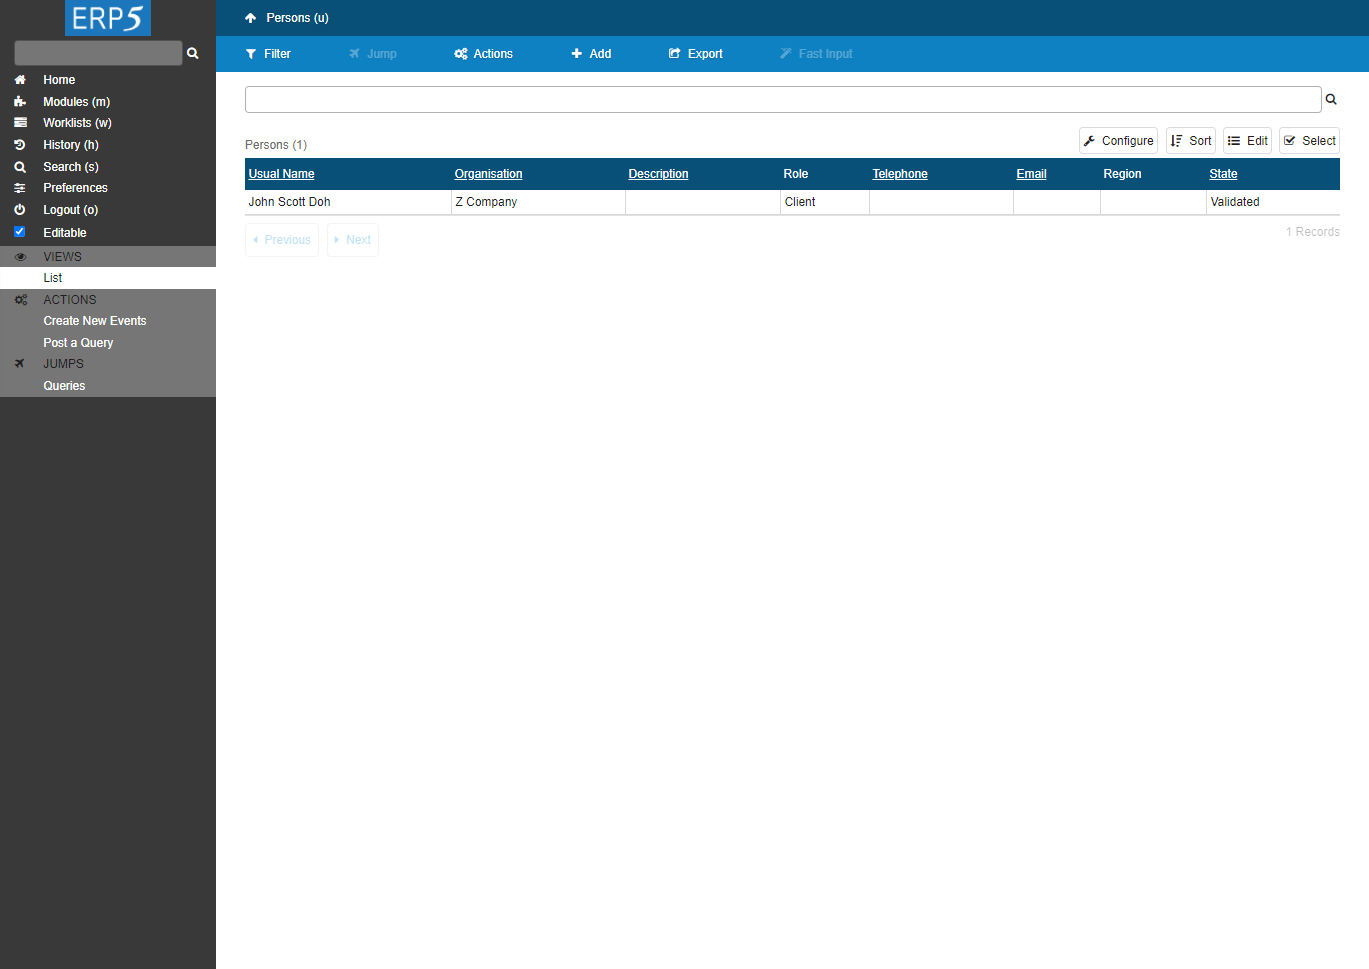 ERP5
Persons (u)
Filter
Jump
Actions
Add
Export
Fast Input
Home
Modules (m)
Worklists (w)
History (h)
Search (s)
Preferences
Logout (o)
Editable
VIEWS
List
ACTIONS
Create New Events
Post a Query
JUMPS
Queries
Persons (1)
Configure
Sort
Edit
Select
Usual Name Organisation Description Role Telephone Email Region State
John Scott Doh Z Company Client Validated
Previous
Next
1 Records